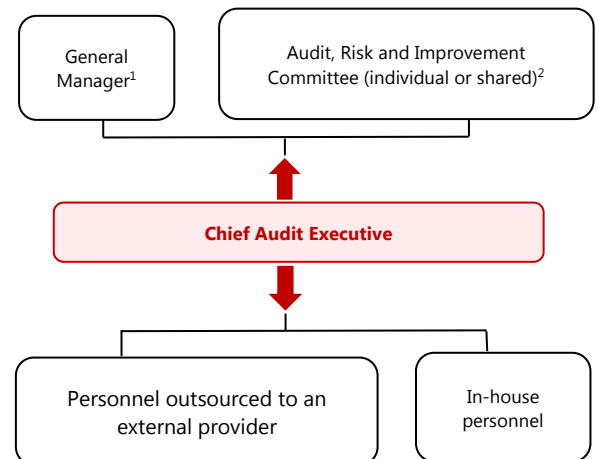 General
Manager¹
Audit, Risk and Improvement
Committee (individual or shared)²
Chief Audit Executive
Personnel outsourced to an
external provider
In-house
personnel